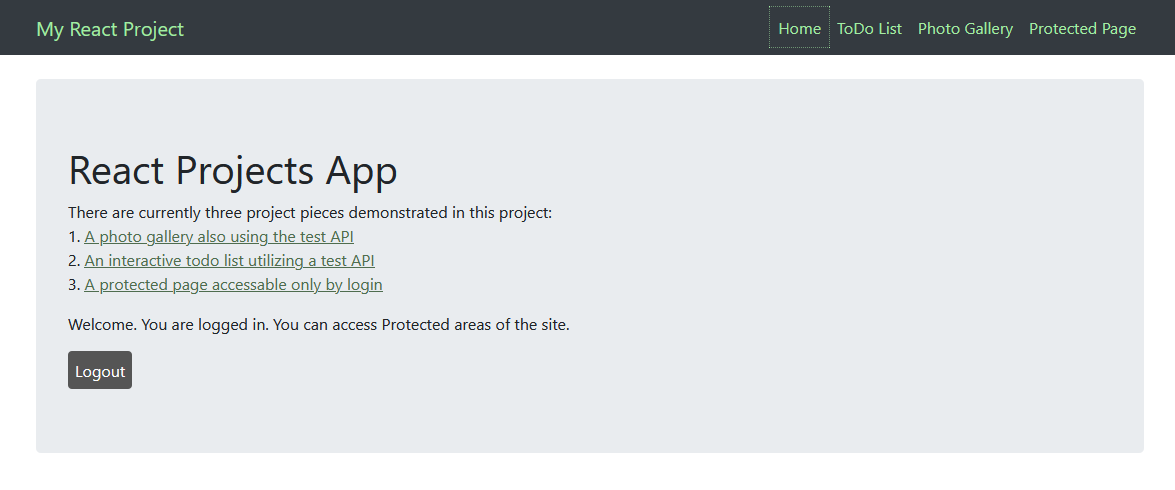 My React Project
Home ToDo List Photo Gallery Protected Page
React Projects App
There are currently three project pieces demonstrated in this project:
1. A photo gallery also using the test API
2. An interactive todo list utilizing a test API
3. A protected page accessable only by login
Welcome. You are logged in. You can access Protected areas of the site.
Logout